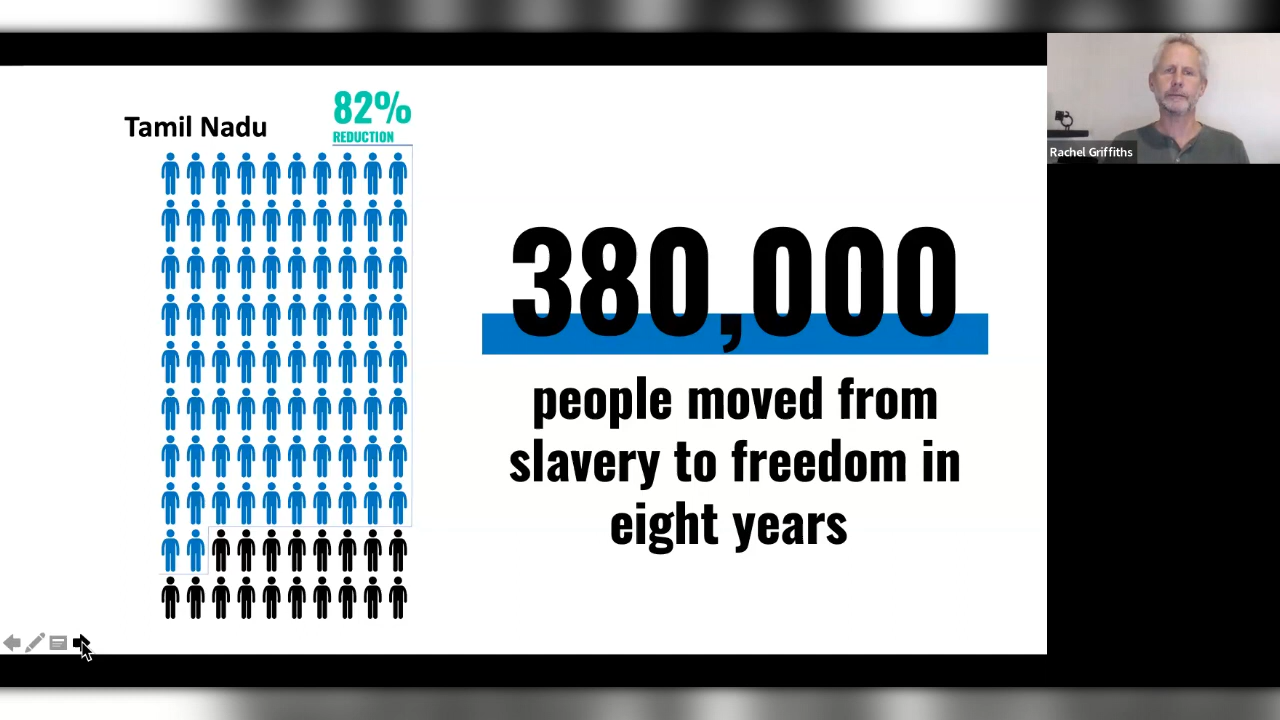 Tamil Nadu
82%
REDUCTION
380,000
people moved from
slavery to freedom in
eight years
Rachel Griffiths